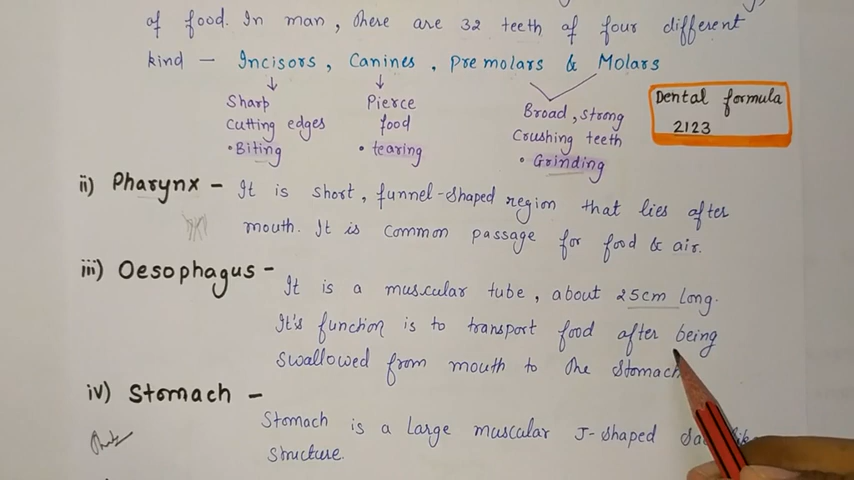 of food. In man, there are 32 teeth of four different
kind - Incisors, Canines, Premolars & Molars
Sharp
Cutting edges
• Biting
Pierce
food
• tearing
Broad, strong
Crushing teeth
• Grinding
Dental formula
2123
ii) Pharynx - It is short, funnel-shaped region that lies after
mouth. It is common passage for food & air.
iii) Oesophagus - It is a muscular tube, about 25cm long.
It's function is to transport food after being
swallowed from mouth to the stomach
iv) Stomach -
Stomach is a large muscular J-shaped
structure.